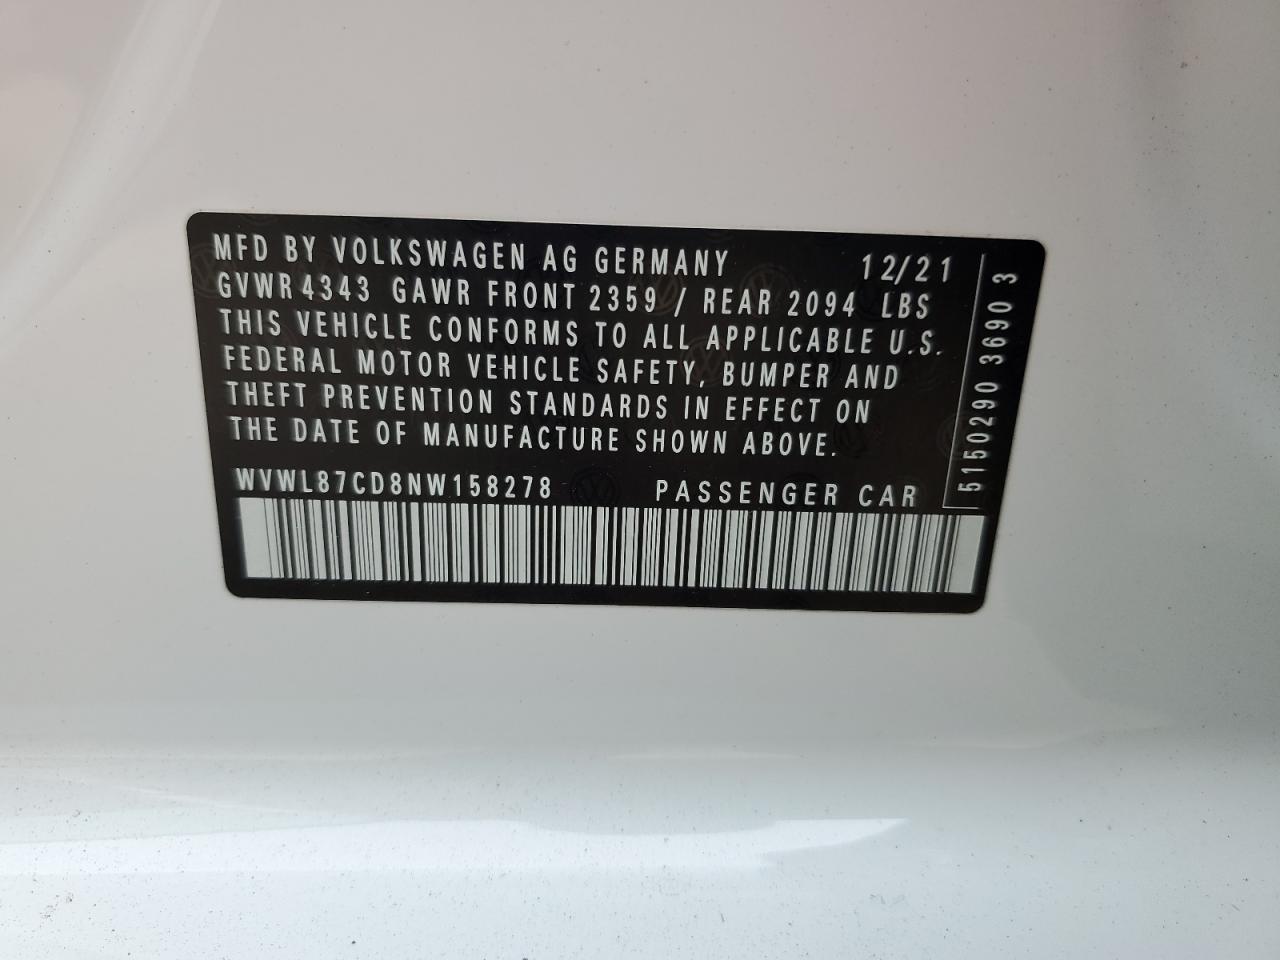 MFD BY VOLKSWAGEN AG GERMANY 12/21
GVWR 4343 GAWR FRONT 2359 / REAR 2094 LBS
THIS VEHICLE CONFORMS TO ALL APPLICABLE U.S.
FEDERAL MOTOR VEHICLE SAFETY, BUMPER AND
THEFT PREVENTION STANDARDS IN EFFECT ON
THE DATE OF MANUFACTURE SHOWN ABOVE.
WVWL87CD8NW158278 PASSENGER CAR
5150290 3690 3